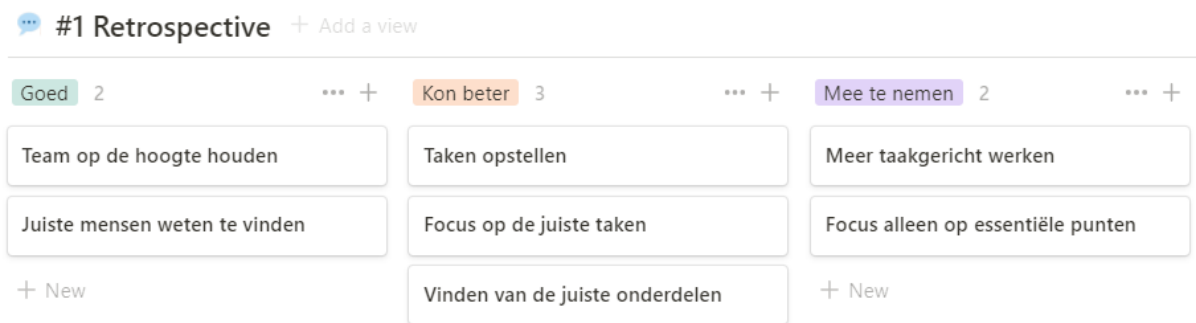 #1 Retrospective + Add a view
Goed 2 ••• +
Kon beter 3 ••• +
Mee te nemen 2 ••• +
Team op de hoogte houden
Juiste mensen weten te vinden
+ New
Taken opstellen
Focus op de juiste taken
Vinden van de juiste onderdelen
Meer taakgericht werken
Focus alleen op essentiële punten
+ New